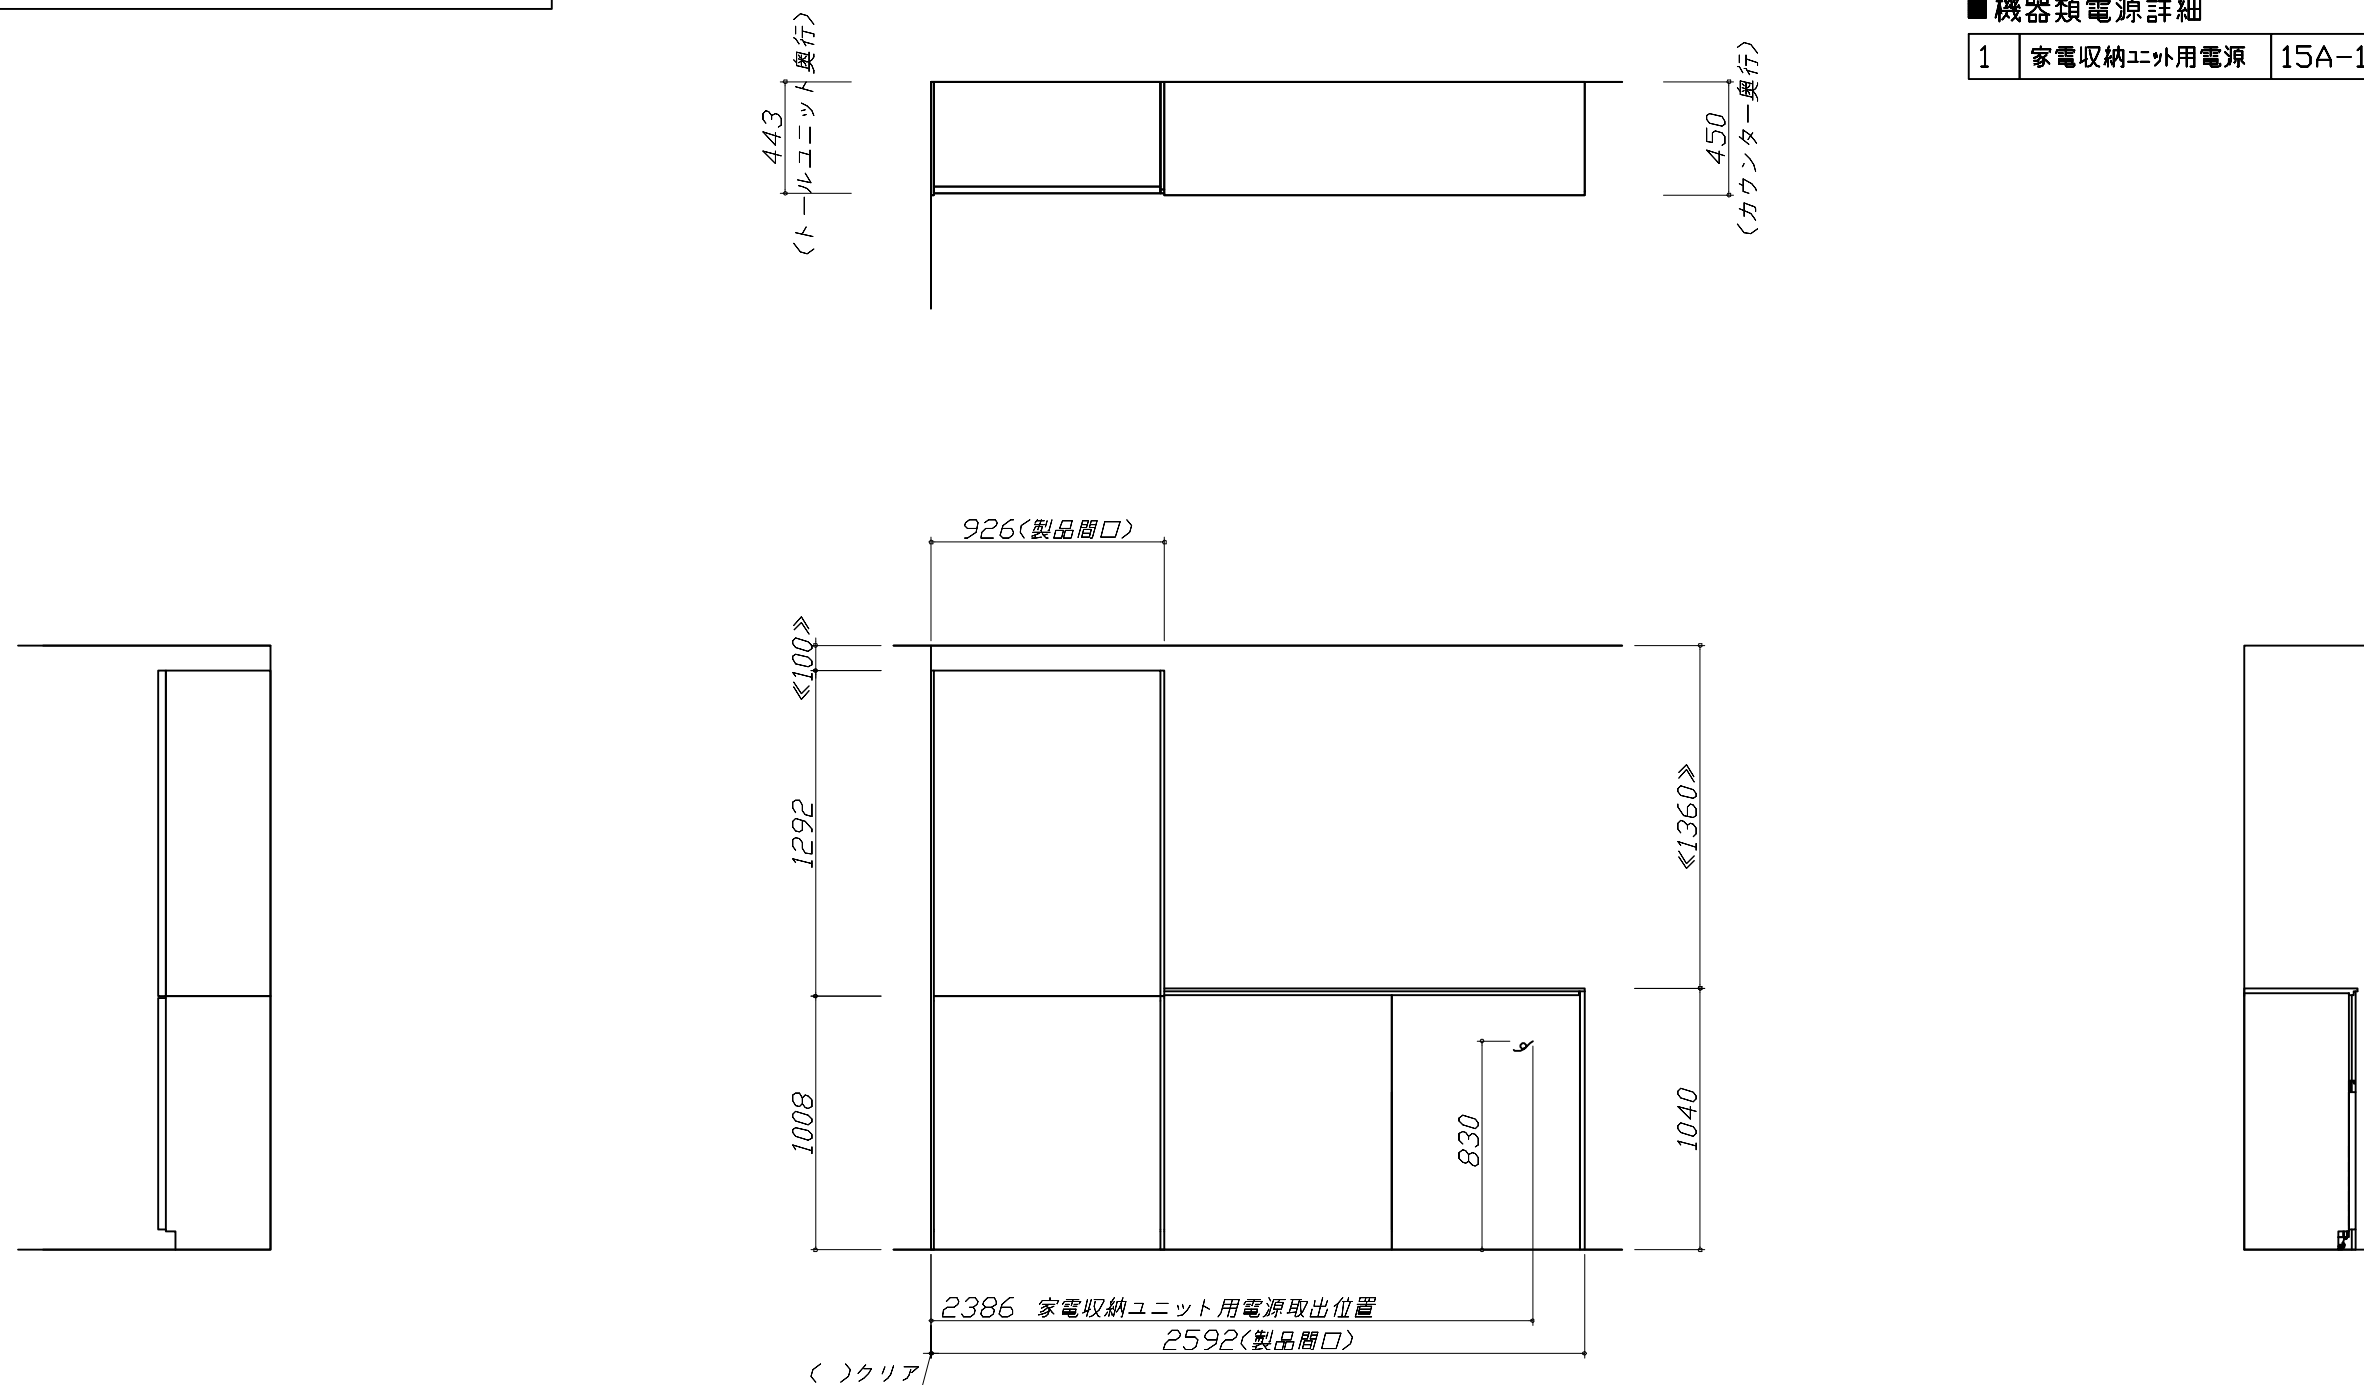 ■機器類電源詳細
1 家電収納ユニット用電源 15A-1
443
(トールユニット奥行)
450
(カウンター奥行)
926(製品間口)
≪100≫
1292
1008
≪1360≫
1040
830
2386 家電収納ユニット用電源取出位置
2592(製品間口)
( )クリア